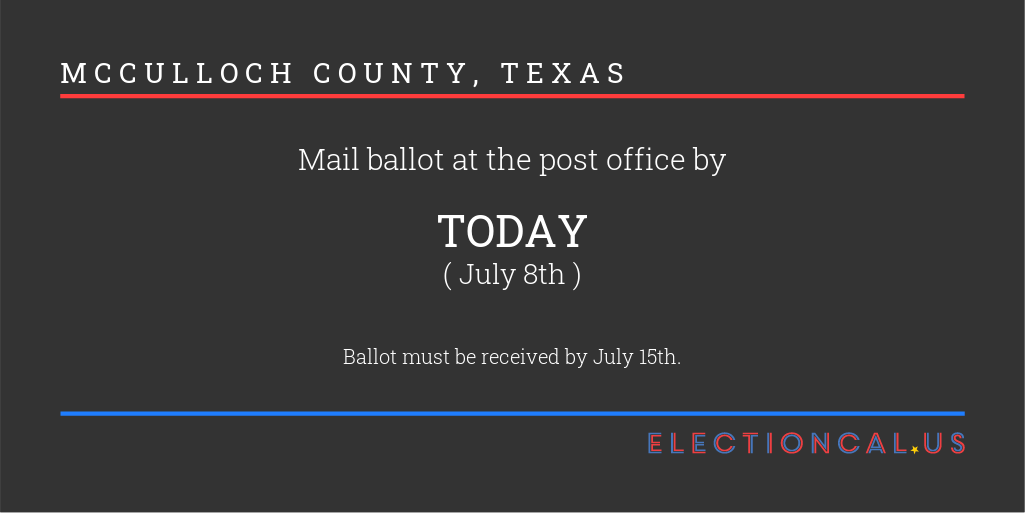 MCCULLOCH COUNTY, TEXAS
Mail ballot at the post office by
TODAY
( July 8th )
Ballot must be received by July 15th.
ELECTIONCAL.US